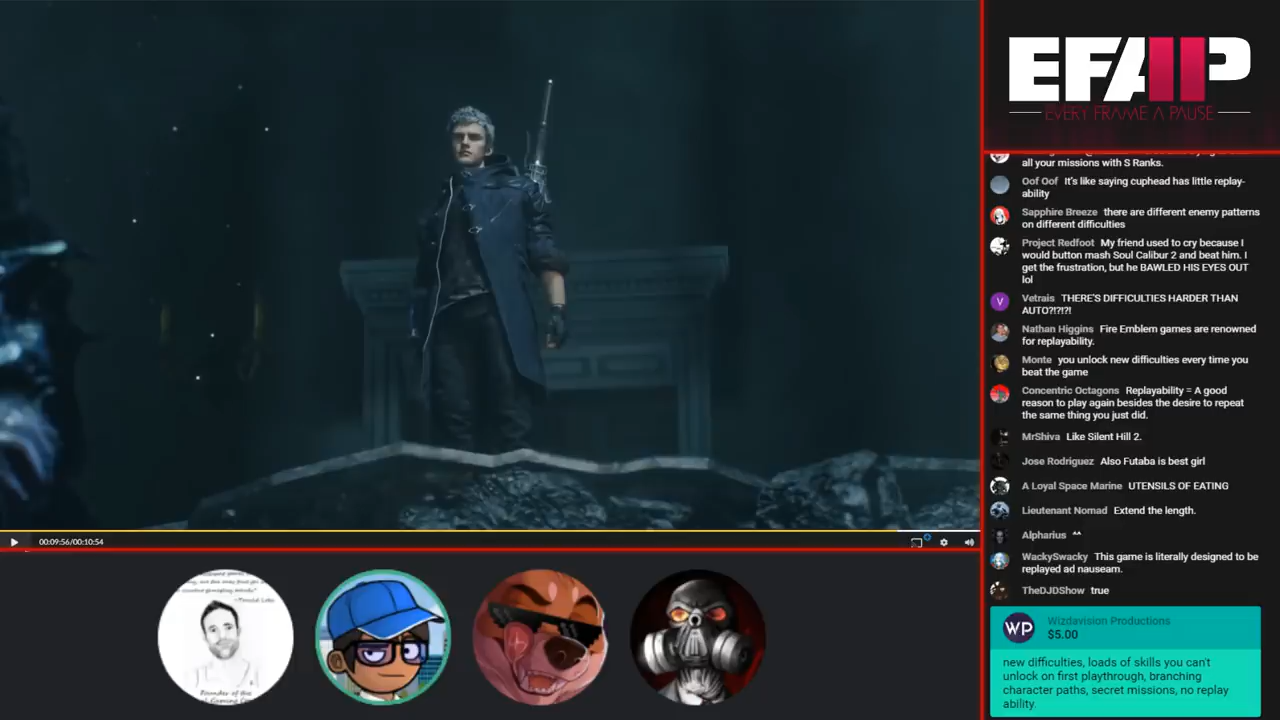 EFAP
EVERY FRAME A PAUSE
all your missions with S Ranks.
Oof Oof It's like saying cuphead has little replay-
ability
Sapphire Breeze there are different enemy patterns
on different difficulties
Project Redfoot My friend used to cry because I
would button mash Soul Calibur 2 and beat him. I
get the frustration, but he BAWLED HIS EYES OUT
lol
V
Vetrais THERE'S DIFFICULTIES HARDER THAN
AUTO?!?!?!
Nathan Higgins Fire Emblem games are renowned
for replayability.
Monte you unlock new difficulties every time you
beat the game
Concentric Octagons Replayability = A good
reason to play again besides the desire to repeat
the same thing you just did.
MrShiva Like Silent Hill 2.
Jose Rodriguez Also Futaba is best girl
A Loyal Space Marine UTENSILS OF EATING
Lieutenant Nomad Extend the length.
Alpharius ^^
WackySwacky This game is literally designed to be
replayed ad nauseam.
TheDJDShow true
WP
Wizdavision Productions
$5.00
new difficulties, loads of skills you can't
unlock on first playthrough, branching
character paths, secret missions, no replay
ability.
00:09:56/00:10:54
Founder of the